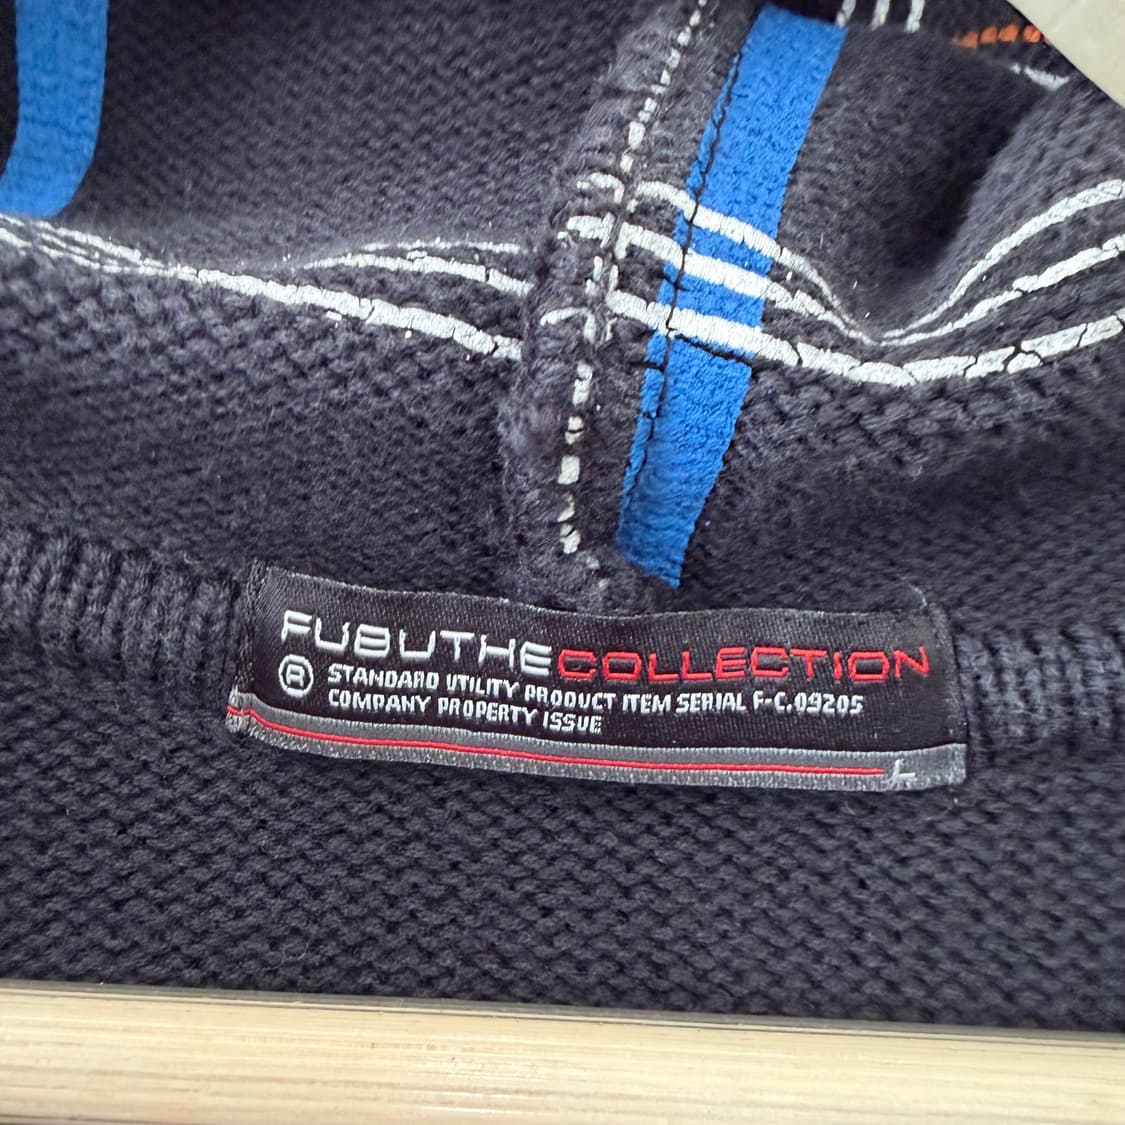 FUBUTHECOLLECTION
® STANDARD UTILITY PRODUCT ITEM SERIAL F-C.09205
COMPANY PROPERTY ISSUE
L